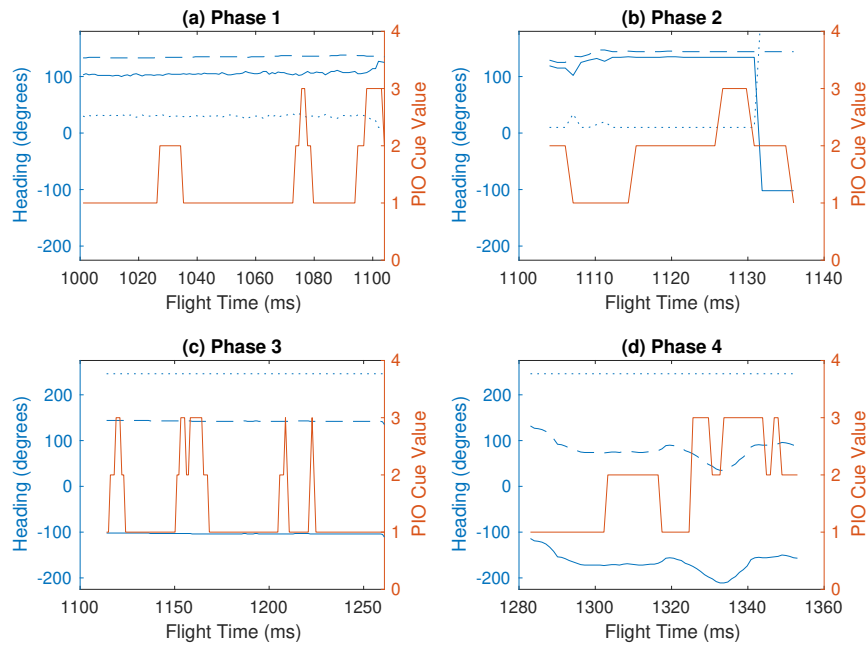 (a) Phase 1
Heading (degrees)
100
0
-100
-200
PIO Cue Value
4
3
2
1
0
1000 1020 1040 1060 1080 1100
Flight Time (ms)
(b) Phase 2
Heading (degrees)
100
0
-100
-200
PIO Cue Value
4
3
2
1
0
1100 1110 1120 1130 1140
Flight Time (ms)
(c) Phase 3
Heading (degrees)
200
100
0
-100
-200
PIO Cue Value
4
3
2
1
0
1100 1150 1200 1250
Flight Time (ms)
(d) Phase 4
Heading (degrees)
200
100
0
-100
-200
PIO Cue Value
4
3
2
1
0
1280 1300 1320 1340 1360
Flight Time (ms)